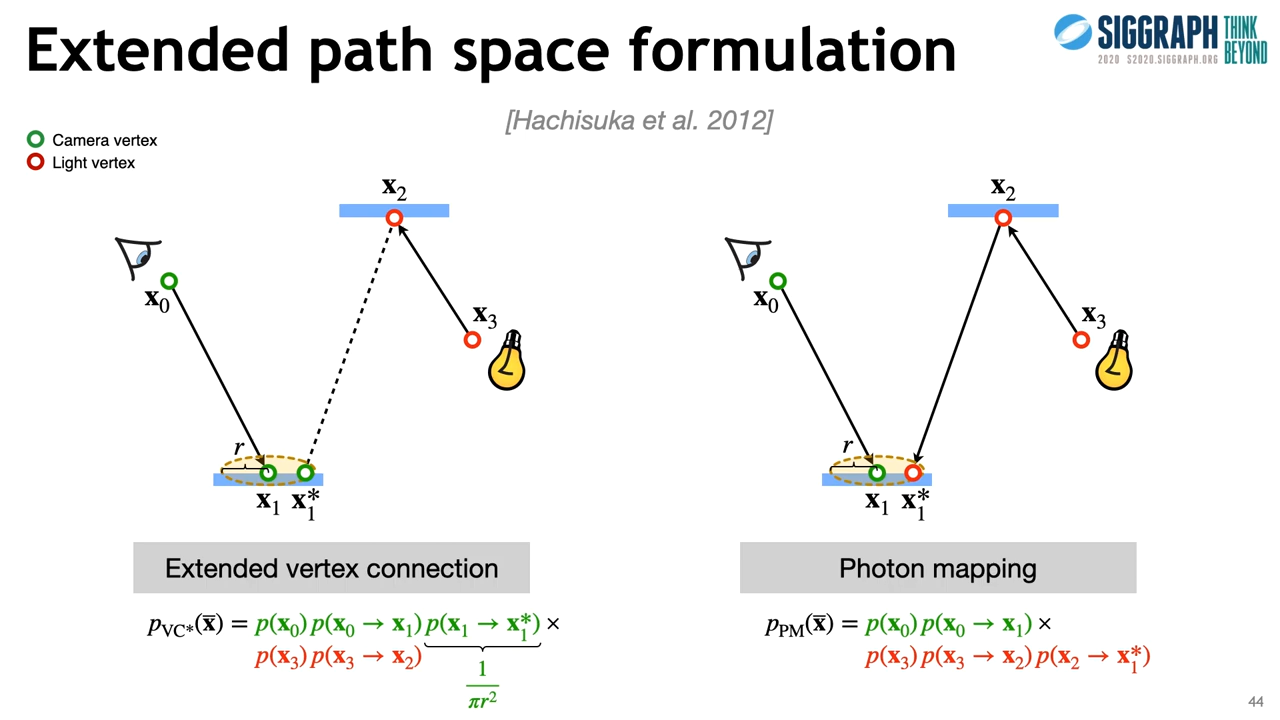 Extended path space formulation
SIGGRAPH THINK BEYOND
2020 S2020.SIGGRAPH.ORG
[Hachisuka et al. 2012]
Camera vertex
Light vertex
x₂
x₀
x₃
r
x₁ x₁*
x₂
x₀
x₃
r
x₁ x₁*
Extended vertex connection
p_VC*(x̅) = p(x₀) p(x₀ → x₁) p(x₁ → x₁*) ×
p(x₃) p(x₃ → x₂)
1
πr²
Photon mapping
p_PM(x̅) = p(x₀) p(x₀ → x₁) ×
p(x₃) p(x₃ → x₂) p(x₂ → x₁*)
44